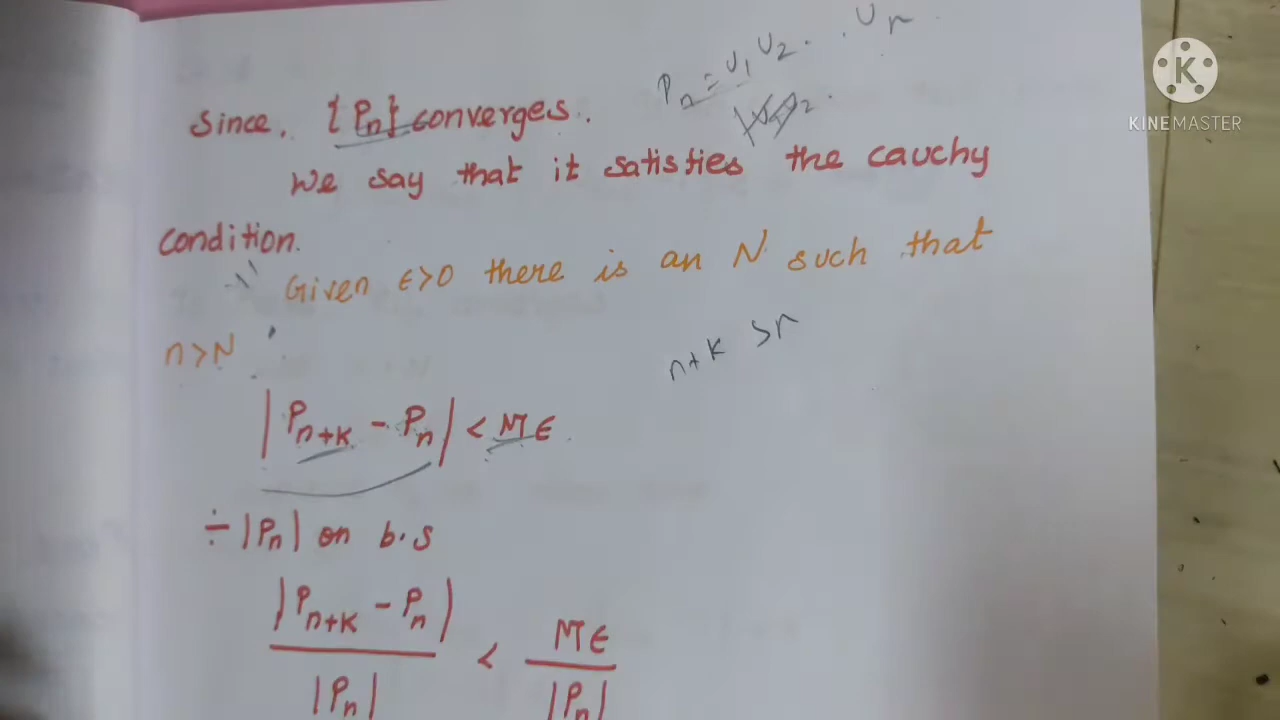 Pn = U1 U2 . . Un
Since, {Pn} converges.
We say that it satisfies the cauchy
condition.
Given ϵ>0 there is an N such that
n>N
n+k >n
|Pn+k - Pn| < Mϵ
÷ |Pn| on b.s
|Pn+k - Pn| / |Pn| < Mϵ / |Pn|
K
KINEMASTER